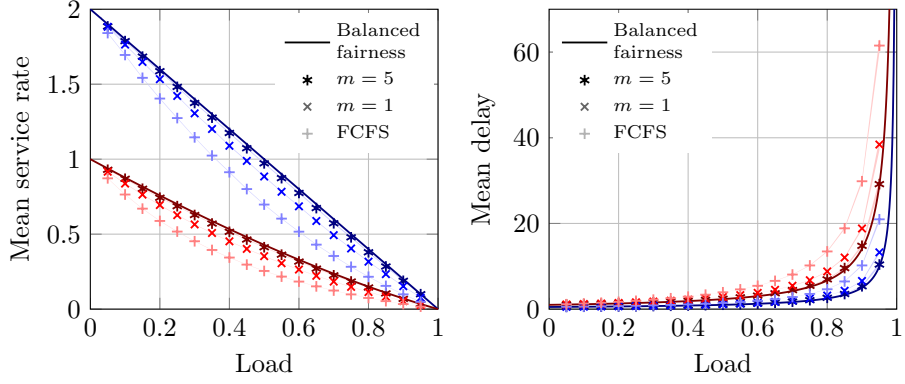 Mean service rate
2
1.5
1
0.5
0
0 0.2 0.4 0.6 0.8 1
Load
Balanced
fairness
m = 5
m = 1
FCFS
Mean delay
60
40
20
0
0 0.2 0.4 0.6 0.8 1
Load
Balanced
fairness
m = 5
m = 1
FCFS